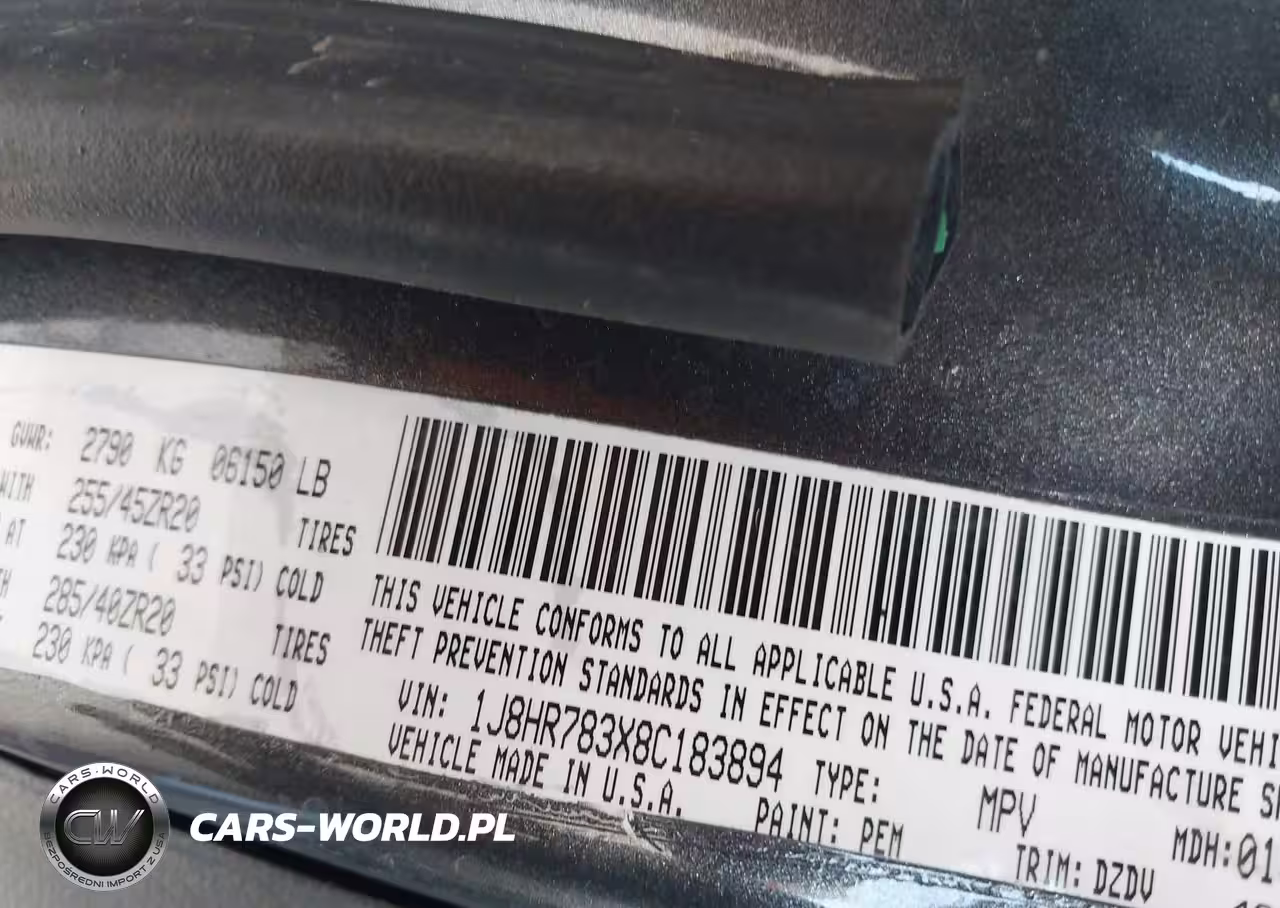 GVWR: 2790 KG 06150 LB
WITH 255/45ZR20 TIRES
AT 230 KPA ( 33 PSI) COLD
285/40ZR20 TIRES
230 KPA ( 33 PSI) COLD
THIS VEHICLE CONFORMS TO ALL APPLICABLE U.S.A. FEDERAL MOTOR VEHI
THEFT PREVENTION STANDARDS IN EFFECT ON THE DATE OF MANUFACTURE S
VIN: 1J8HR783X8C183894 TYPE: MPV MDH:01
VEHICLE MADE IN U.S.A. PAINT: PEM TRIM: DZDV
CARS-WORLD
CW
BEZPOŚREDNI IMPORT Z USA
CARS-WORLD.PL